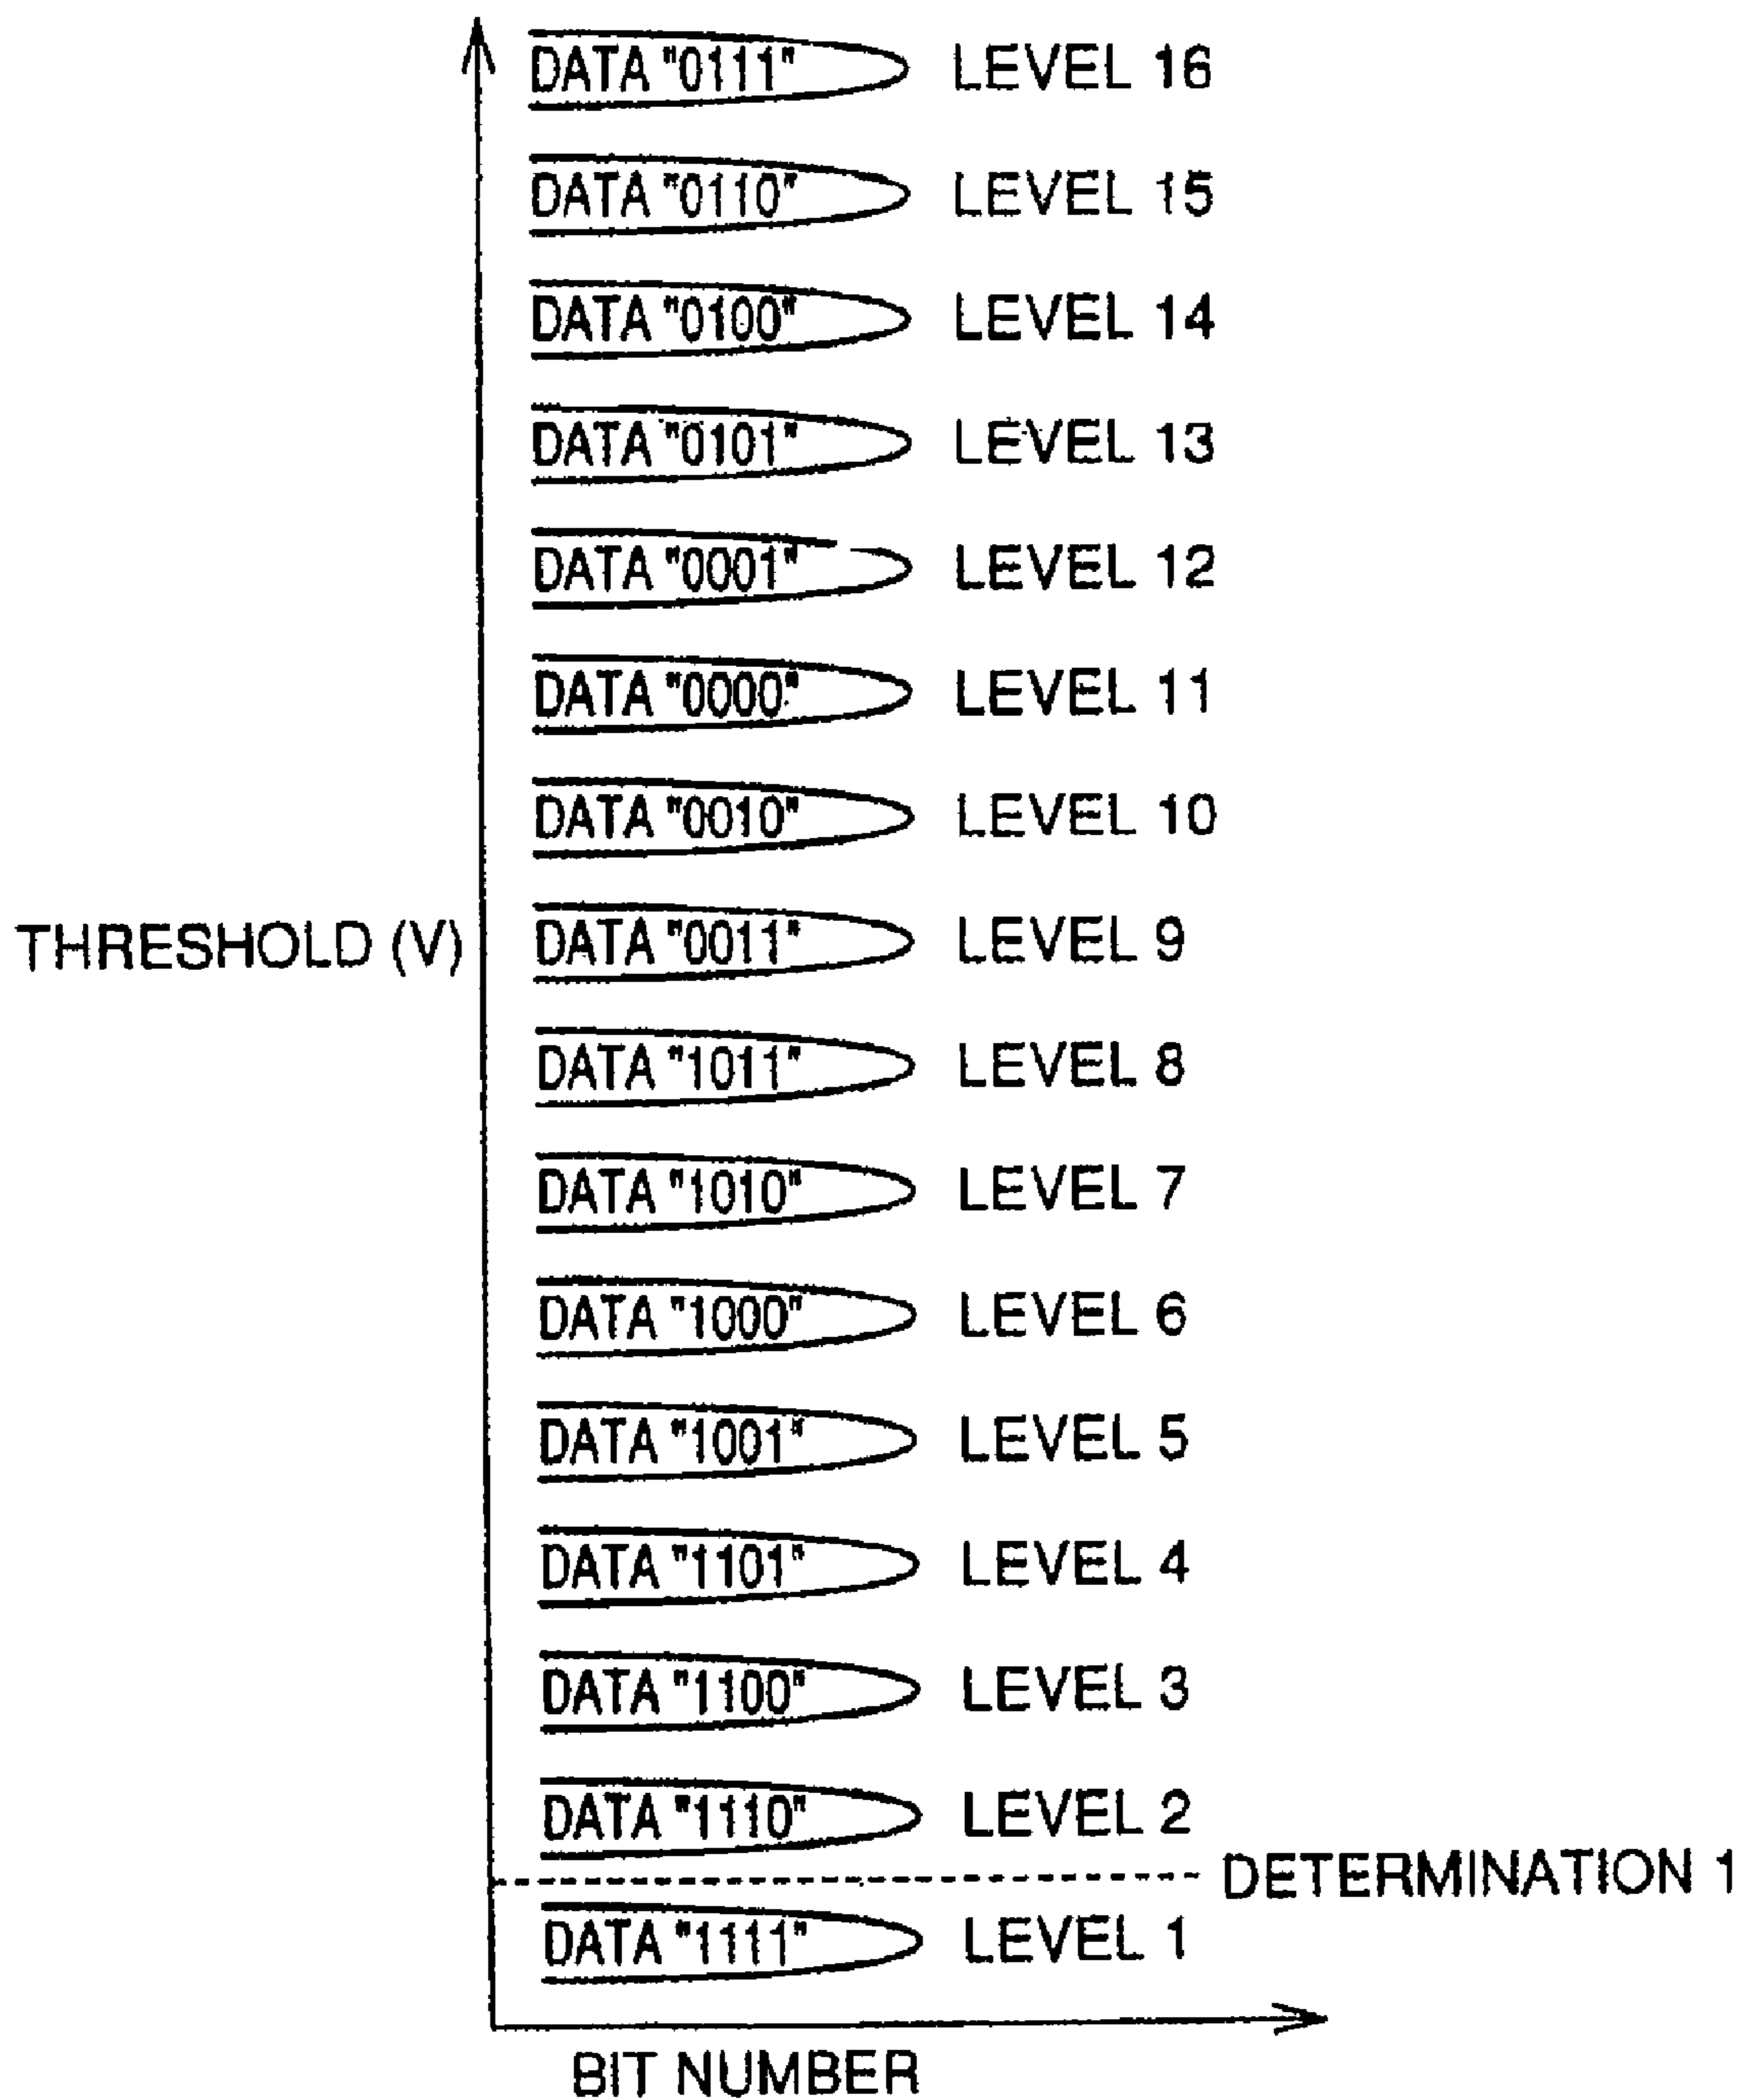 DATA "0111" LEVEL 16
DATA "0110" LEVEL 15
DATA "0100" LEVEL 14
DATA "0101" LEVEL 13
DATA "0001" LEVEL 12
DATA "0000" LEVEL 11
DATA "0010" LEVEL 10
THRESHOLD (V) DATA "0011" LEVEL 9
DATA "1011" LEVEL 8
DATA "1010" LEVEL 7
DATA "1000" LEVEL 6
DATA "1001" LEVEL 5
DATA "1101" LEVEL 4
DATA "1100" LEVEL 3
DATA "1110" LEVEL 2
DETERMINATION 1
DATA "1111" LEVEL 1
BIT NUMBER